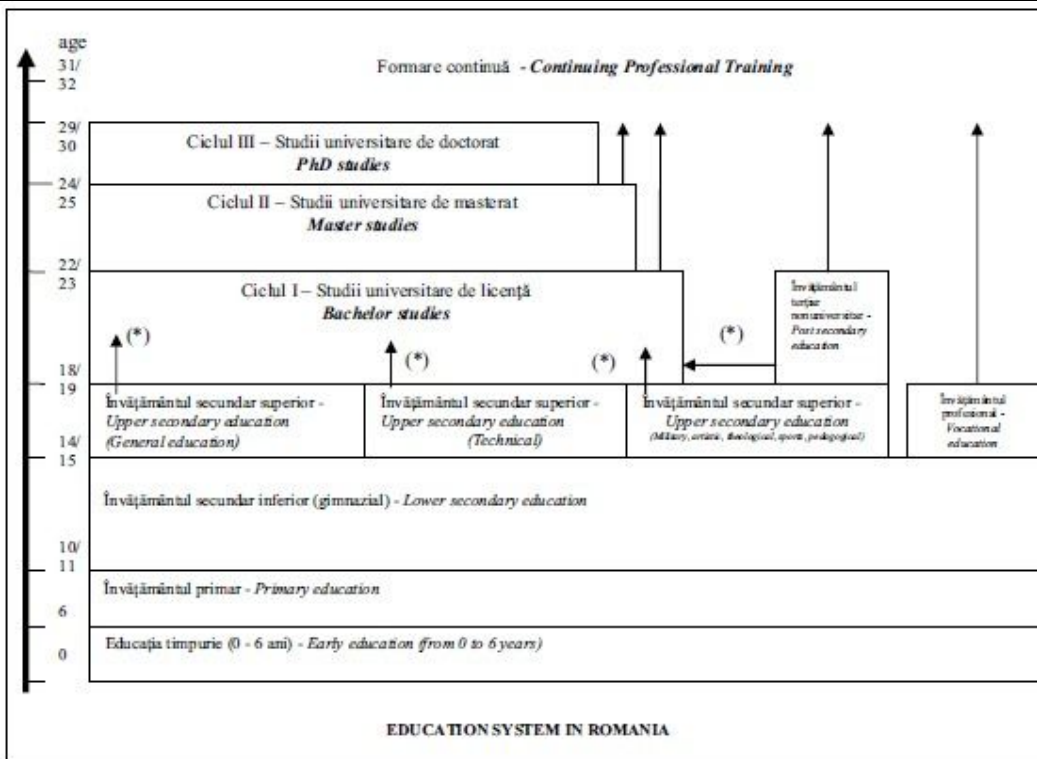 age
31/
32
Formare continuă - Continuing Professional Training
29/
30
Ciclul III – Studii universitare de doctorat
PhD studies
24/
25
Ciclul II – Studii universitare de masterat
Master studies
22/
23
Ciclul I – Studii universitare de licență
Bachelor studies
Învățământul
terțiar
nonuniversitar -
Post secondary
education
(*)
(*)
(*)
(*)
18/
19
Învățământul secundar superior -
Upper secondary education
(General education)
Învățământul secundar superior -
Upper secondary education
(Technical)
Învățământul secundar superior -
Upper secondary education
(Military, artistic, theological, sports, pedagogical)
Învățământul
profesional -
Vocational
education
14/
15
Învățământul secundar inferior (gimnazial) - Lower secondary education
10/
11
Învățământul primar - Primary education
6
Educația timpurie (0 - 6 ani) - Early education (from 0 to 6 years)
0
EDUCATION SYSTEM IN ROMANIA